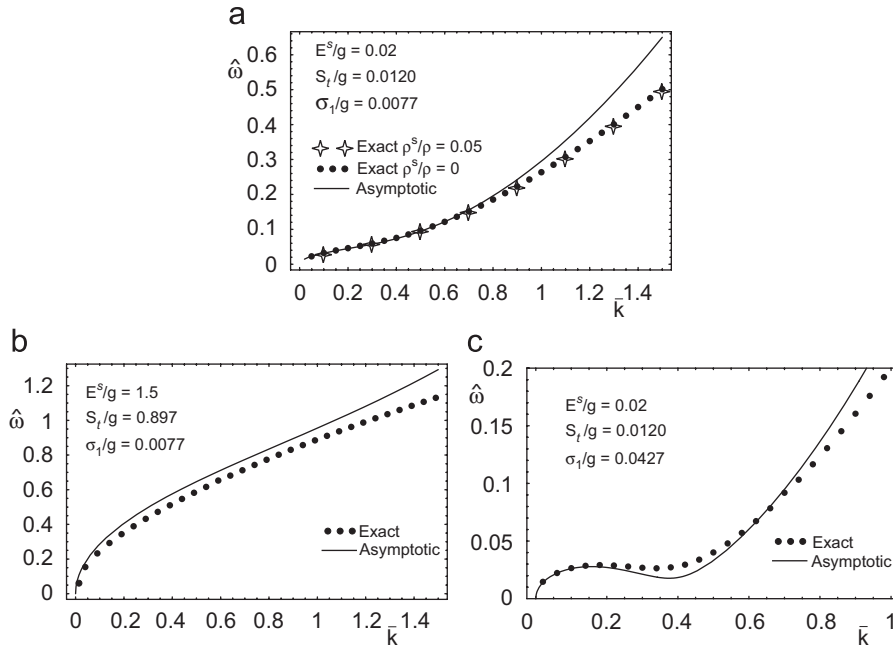 a
0.6
0.5
0.4
0.3
0.2
0.1
0
ω̂
E^s/g = 0.02
S_t/g = 0.0120
σ_1/g = 0.0077
Exact ρ^s/ρ = 0.05
Exact ρ^s/ρ = 0
Asymptotic
0 0.2 0.4 0.6 0.8 1 1.2 1.4
k̄
b
1.2
1
0.8
0.6
0.4
0.2
0
ω̂
E^s/g = 1.5
S_t/g = 0.897
σ_1/g = 0.0077
Exact
Asymptotic
0 0.2 0.4 0.6 0.8 1 1.2 1.4
k̄
c
0.2
0.15
0.1
0.05
0
ω̂
E^s/g = 0.02
S_t/g = 0.0120
σ_1/g = 0.0427
Exact
Asymptotic
0 0.2 0.4 0.6 0.8 1
k̄